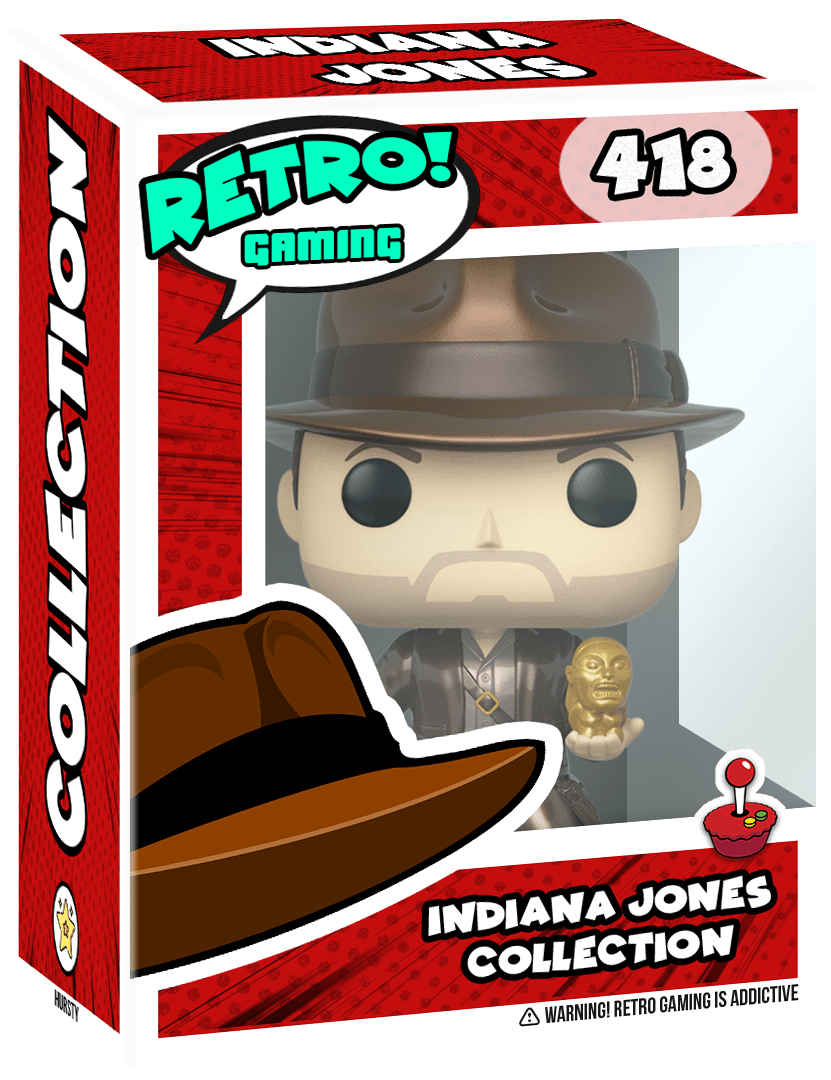 INDIANA
JONES
RETRO!
GAMING
418
COLLECTION
INDIANA JONES
COLLECTION
WARNING! RETRO GAMING IS ADDICTIVE
HURSTY